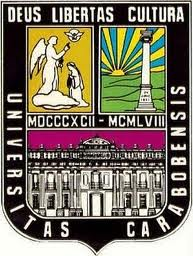 DEUS LIBERTAS CULTURA
MDCCCXCII - MCMLVIII
UNIVERSITAS CARABOBENSIS